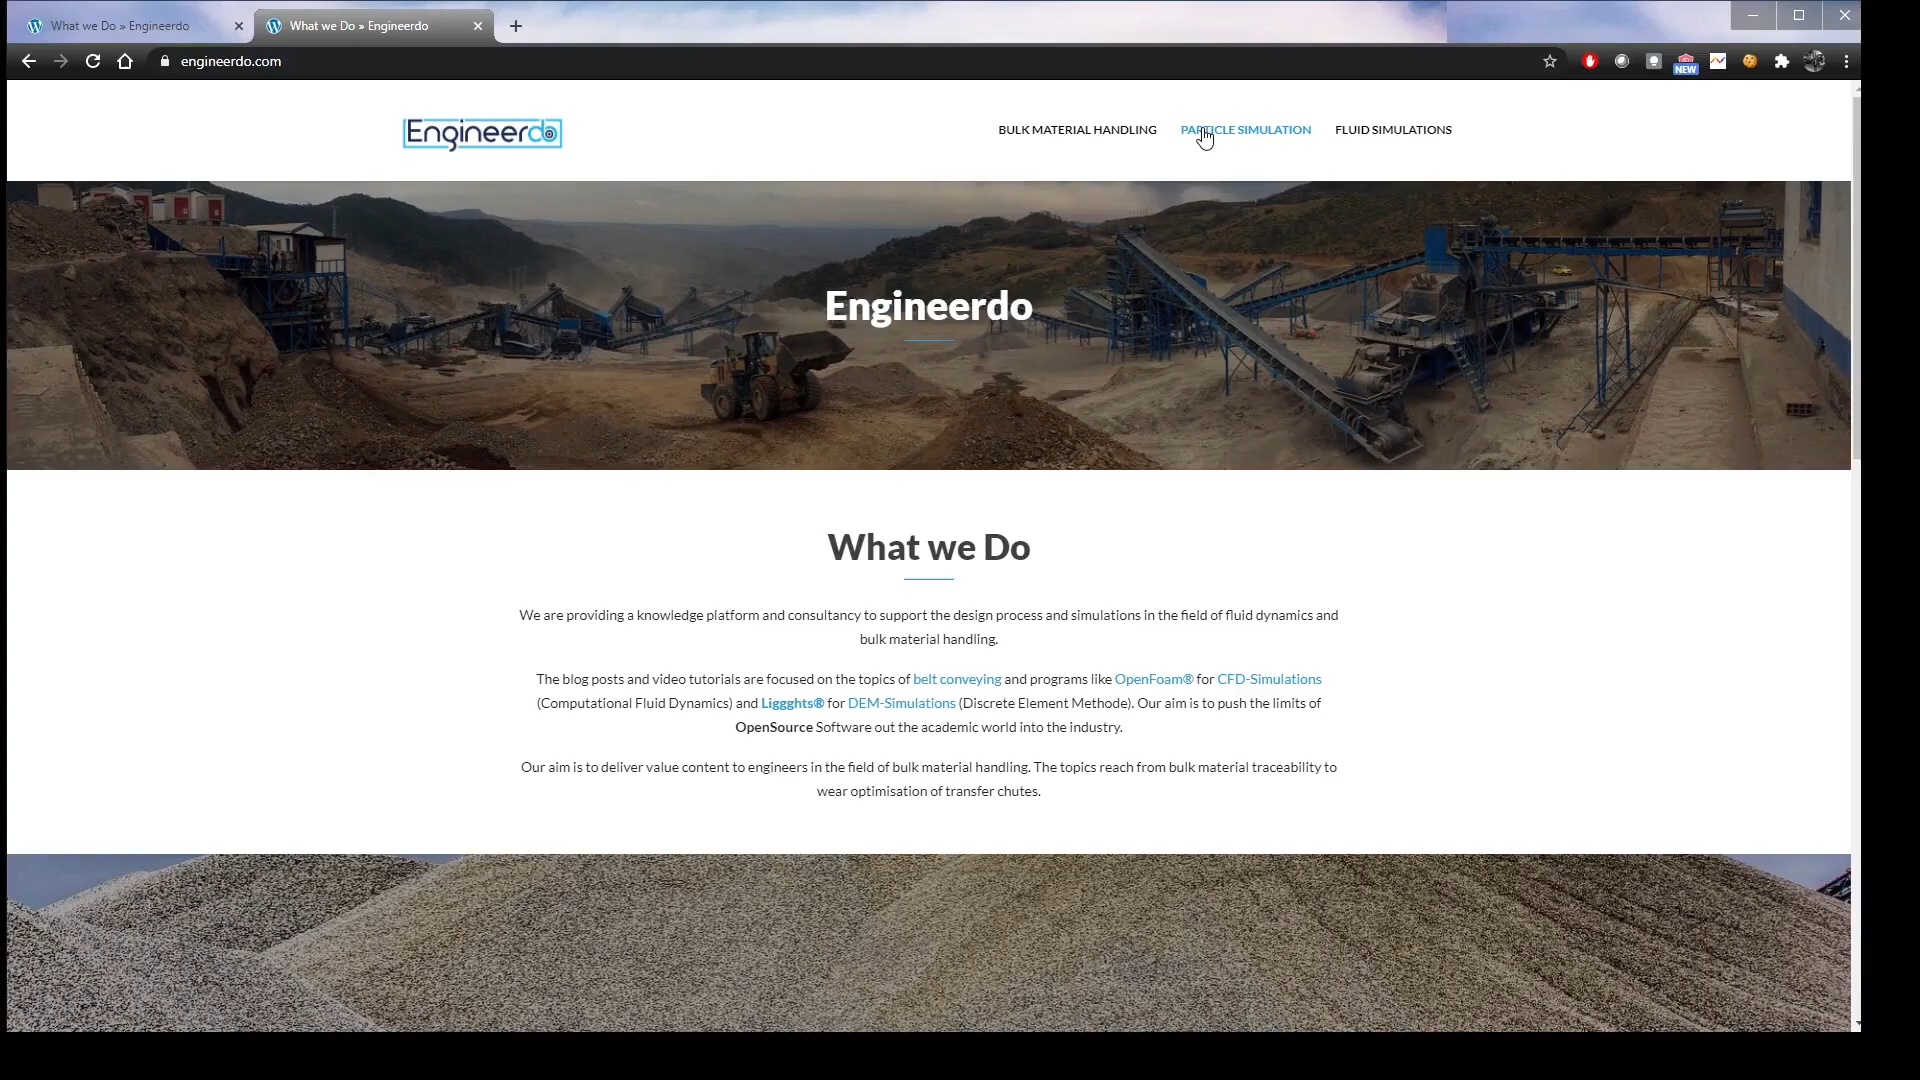 What we Do » Engineerdo
What we Do » Engineerdo
engineerdo.com
NEW
Engineerdo
BULK MATERIAL HANDLING
PARTICLE SIMULATION
FLUID SIMULATIONS
Engineerdo
What we Do
We are providing a knowledge platform and consultancy to support the design process and simulations in the field of fluid dynamics and
bulk material handling.
The blog posts and video tutorials are focused on the topics of belt conveying and programs like OpenFoam® for CFD-Simulations
(Computational Fluid Dynamics) and Liggghts® for DEM-Simulations (Discrete Element Methode). Our aim is to push the limits of
OpenSource Software out the academic world into the industry.
Our aim is to deliver value content to engineers in the field of bulk material handling. The topics reach from bulk material traceability to
wear optimisation of transfer chutes.